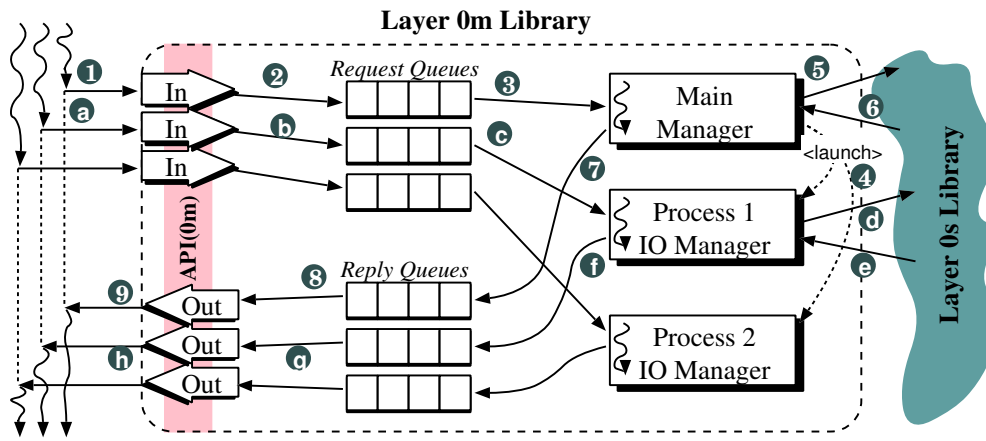 Layer 0m Library
1
In
2
Request Queues
3
Main
Manager
5
6
a
In
b
c
7
<launch>
4
In
Process 1
IO Manager
d
e
f
API(0m)
Layer 0s Library
Reply Queues
8
9
Out
Out
g
h
Out
Process 2
IO Manager